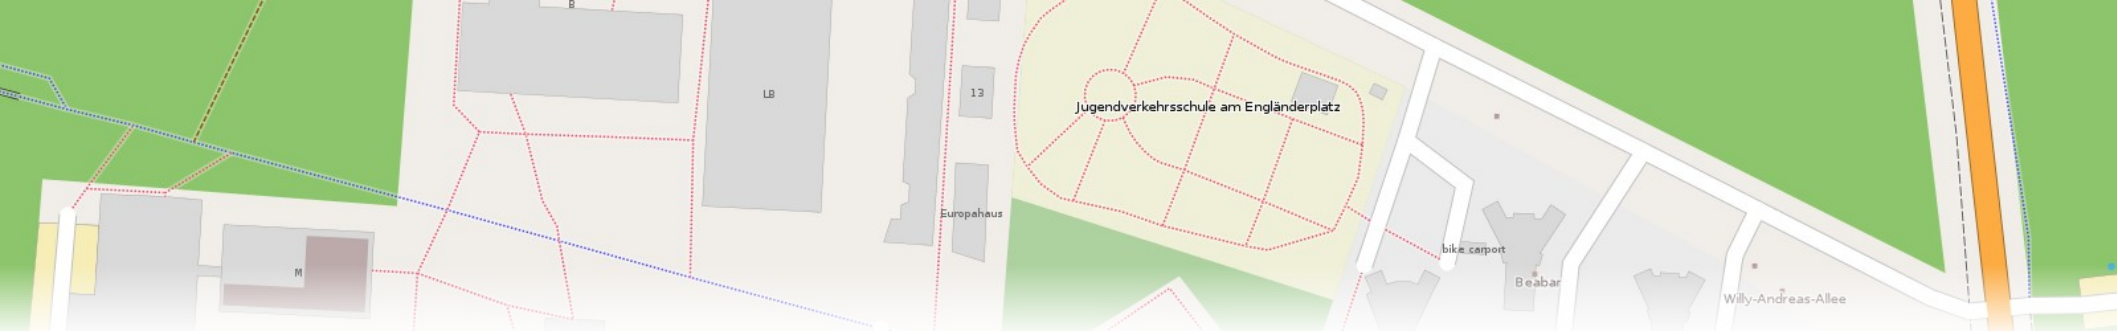 B
LB
13
Jugendverkehrsschule am Engländerplatz
Europahaus
bike carport
M
Beabar
Willy-Andreas-Allee